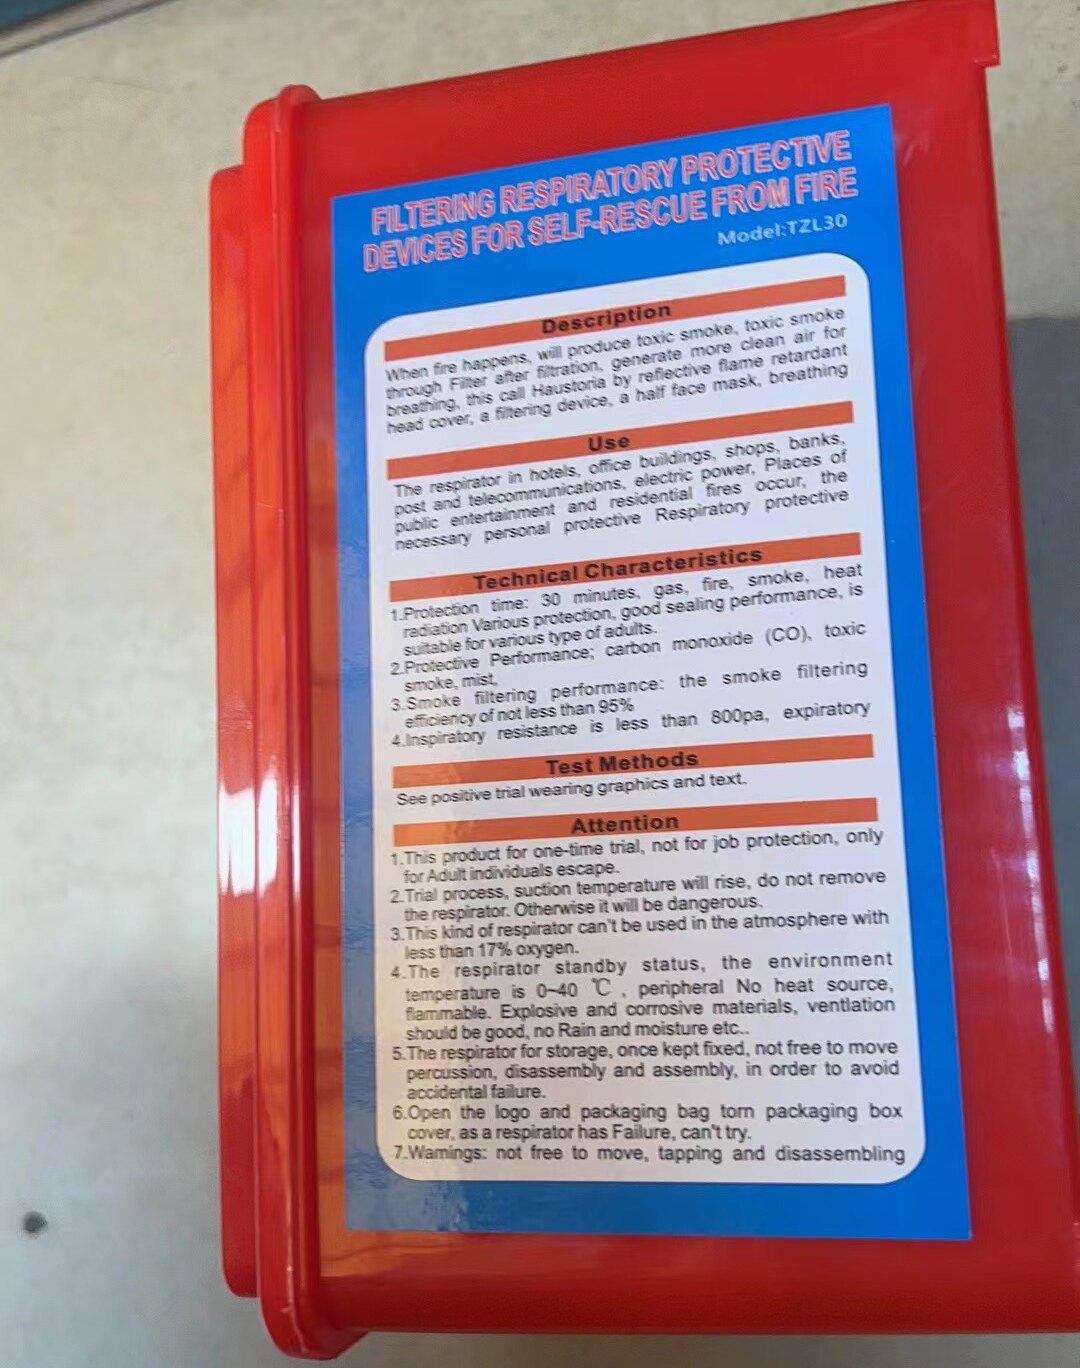 FILTERING RESPIRATORY PROTECTIVE
DEVICES FOR SELF-RESCUE FROM FIRE
Model:TZL30
Description
When fire happens, will produce toxic smoke, toxic smoke
through Filter after filtration, generate more clean air for
breathing, this call Haustoria by reflective flame retardant
head cover, a filtering device, a half face mask, breathing
Use
The respirator in hotels, office buildings, shops, banks,
post and telecommunications, electric power, Places of
public entertainment and residential fires occur, the
necessary personal protective Respiratory protective
Technical Characteristics
1.Protection time: 30 minutes, gas, fire, smoke, heat
radiation Various protection, good sealing performance, is
suitable for various type of adults.
2.Protective Performance; carbon monoxide (CO), toxic
smoke, mist,
3.Smoke filtering performance: the smoke filtering
efficiency of not less than 95%
4.Inspiratory resistance is less than 800pa, expiratory
Test Methods
See positive trial wearing graphics and text.
Attention
1.This product for one-time trial, not for job protection, only
for Adult individuals escape.
2.Trial process, suction temperature will rise, do not remove
the respirator. Otherwise it will be dangerous.
3.This kind of respirator can't be used in the atmosphere with
less than 17% oxygen.
4.The respirator standby status, the environment
temperature is 0~40 ℃ , peripheral No heat source,
flammable. Explosive and corrosive materials, ventlation
should be good, no Rain and moisture etc..
5.The respirator for storage, once kept fixed, not free to move
percussion, disassembly and assembly, in order to avoid
accidental failure.
6.Open the logo and packaging bag torn packaging box
cover, as a respirator has Failure, can't try.
7.Warnings: not free to move, tapping and disassembling